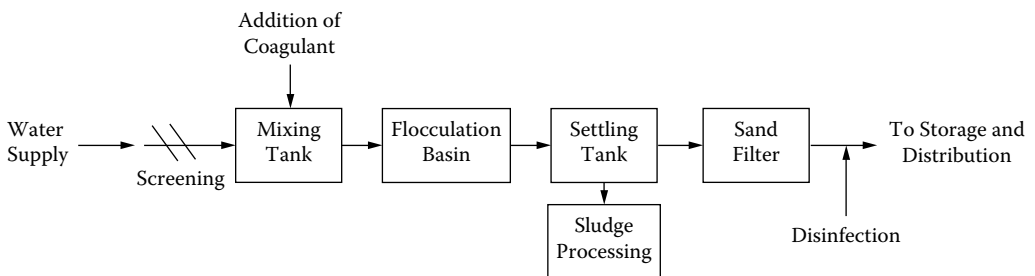 Addition of
Coagulant
Water
Supply
Screening
Mixing
Tank
Flocculation
Basin
Settling
Tank
Sludge
Processing
Sand
Filter
Disinfection
To Storage and
Distribution